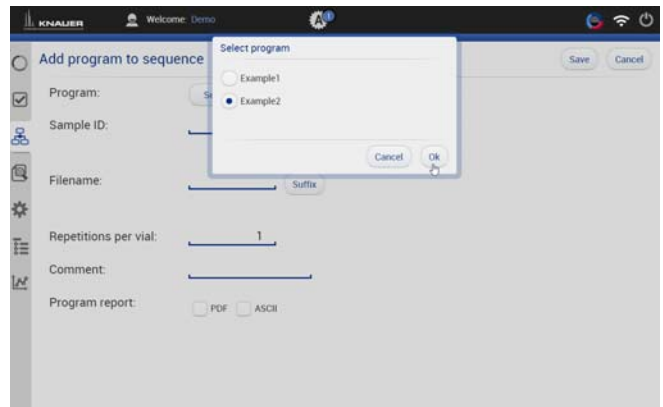 KNAUER
Welcome: Demo
A
Add program to sequence
Save
Cancel
Select program
Example1
Example2
Cancel
Ok
Program:
Sample ID:
Filename:
Suffix
Repetitions per vial:
1
Comment:
Program report:
PDF
ASCII